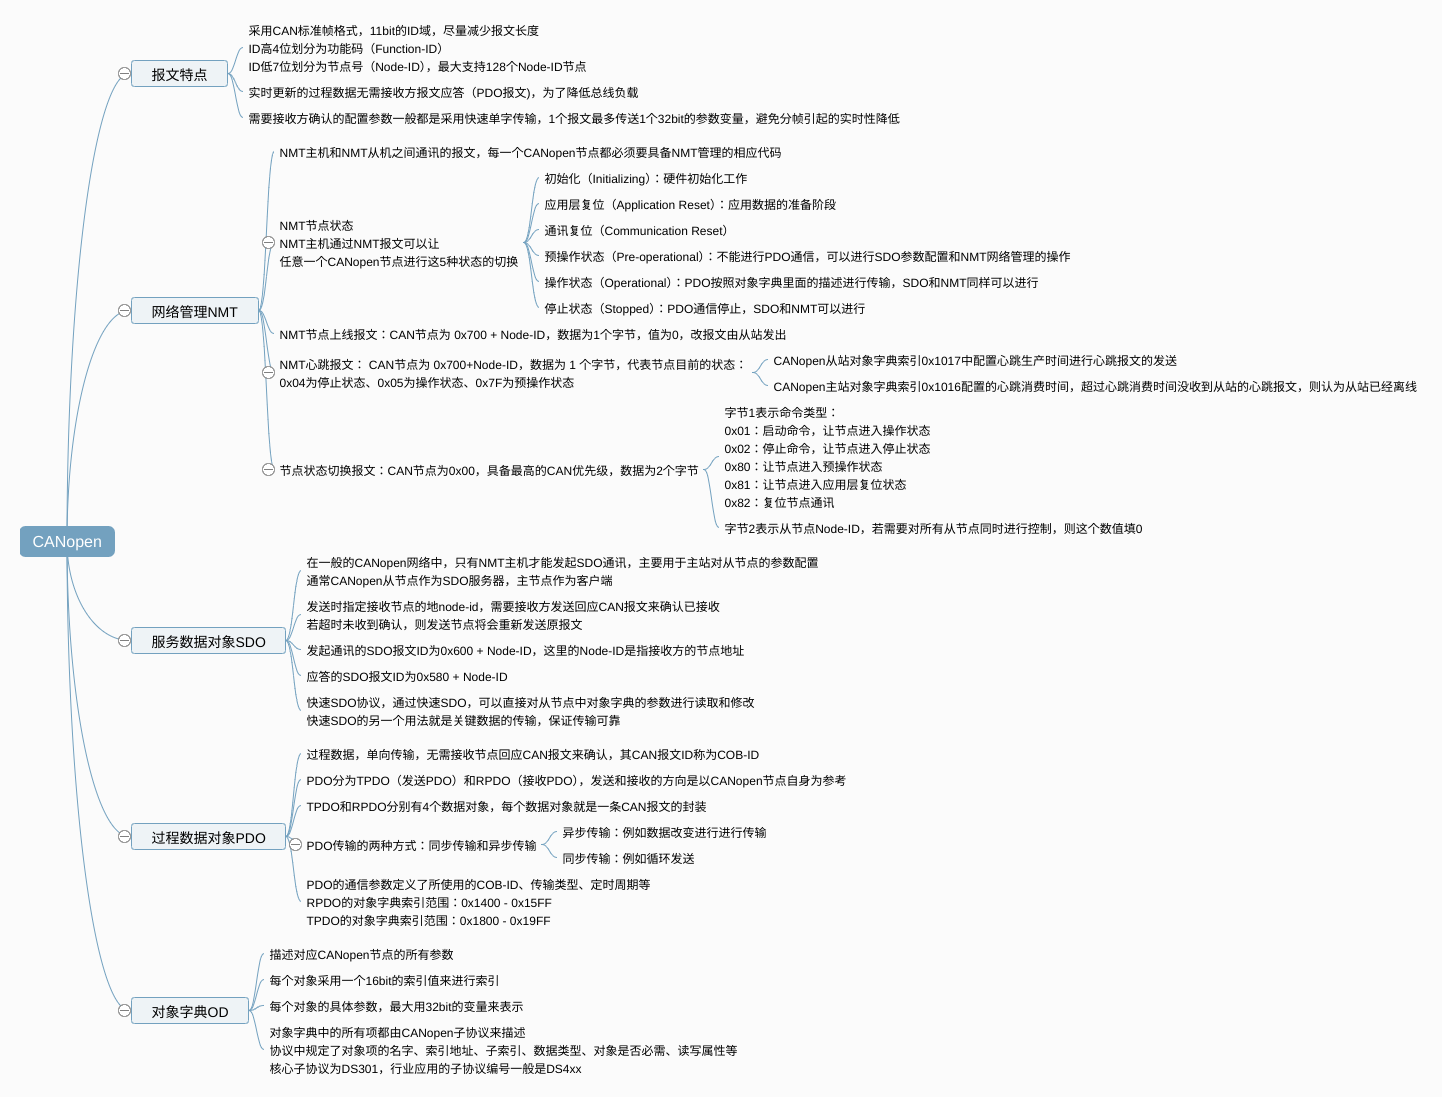 采用CAN标准帧格式，11bit的ID域，尽量减少报文长度
ID高4位划分为功能码（Function-ID）
ID低7位划分为节点号（Node-ID），最大支持128个Node-ID节点
报文特点
实时更新的过程数据无需接收方报文应答（PDO报文)，为了降低总线负载
需要接收方确认的配置参数一般都是采用快速单字传输，1个报文最多传送1个32bit的参数变量，避免分帧引起的实时性降低
NMT主机和NMT从机之间通讯的报文，每一个CANopen节点都必须要具备NMT管理的相应代码
NMT节点状态
NMT主机通过NMT报文可以让
任意一个CANopen节点进行这5种状态的切换
初始化（Initializing）：硬件初始化工作
应用层复位（Application Reset）：应用数据的准备阶段
通讯复位（Communication Reset）
预操作状态（Pre-operational）：不能进行PDO通信，可以进行SDO参数配置和NMT网络管理的操作
操作状态（Operational）：PDO按照对象字典里面的描述进行传输，SDO和NMT同样可以进行
停止状态（Stopped）：PDO通信停止，SDO和NMT可以进行
网络管理NMT
NMT节点上线报文：CAN节点为 0x700 + Node-ID，数据为1个字节，值为0，改报文由从站发出
NMT心跳报文： CAN节点为 0x700+Node-ID，数据为 1 个字节，代表节点目前的状态：
0x04为停止状态、0x05为操作状态、0x7F为预操作状态
CANopen从站对象字典索引0x1017中配置心跳生产时间进行心跳报文的发送
CANopen主站对象字典索引0x1016配置的心跳消费时间，超过心跳消费时间没收到从站的心跳报文，则认为从站已经离线
节点状态切换报文：CAN节点为0x00，具备最高的CAN优先级，数据为2个字节
字节1表示命令类型：
0x01：启动命令，让节点进入操作状态
0x02：停止命令，让节点进入停止状态
0x80：让节点进入预操作状态
0x81：让节点进入应用层复位状态
0x82：复位节点通讯
字节2表示从节点Node-ID，若需要对所有从节点同时进行控制，则这个数值填0
CANopen
在一般的CANopen网络中，只有NMT主机才能发起SDO通讯，主要用于主站对从节点的参数配置
通常CANopen从节点作为SDO服务器，主节点作为客户端
发送时指定接收节点的地node-id，需要接收方发送回应CAN报文来确认已接收
若超时未收到确认，则发送节点将会重新发送原报文
服务数据对象SDO
发起通讯的SDO报文ID为0x600 + Node-ID，这里的Node-ID是指接收方的节点地址
应答的SDO报文ID为0x580 + Node-ID
快速SDO协议，通过快速SDO，可以直接对从节点中对象字典的参数进行读取和修改
快速SDO的另一个用法就是关键数据的传输，保证传输可靠
过程数据，单向传输，无需接收节点回应CAN报文来确认，其CAN报文ID称为COB-ID
PDO分为TPDO（发送PDO）和RPDO（接收PDO），发送和接收的方向是以CANopen节点自身为参考
TPDO和RPDO分别有4个数据对象，每个数据对象就是一条CAN报文的封装
过程数据对象PDO
PDO传输的两种方式：同步传输和异步传输
异步传输：例如数据改变进行进行传输
同步传输：例如循环发送
PDO的通信参数定义了所使用的COB-ID、传输类型、定时周期等
RPDO的对象字典索引范围：0x1400 - 0x15FF
TPDO的对象字典索引范围：0x1800 - 0x19FF
描述对应CANopen节点的所有参数
每个对象采用一个16bit的索引值来进行索引
对象字典OD
每个对象的具体参数，最大用32bit的变量来表示
对象字典中的所有项都由CANopen子协议来描述
协议中规定了对象项的名字、索引地址、子索引、数据类型、对象是否必需、读写属性等
核心子协议为DS301，行业应用的子协议编号一般是DS4xx